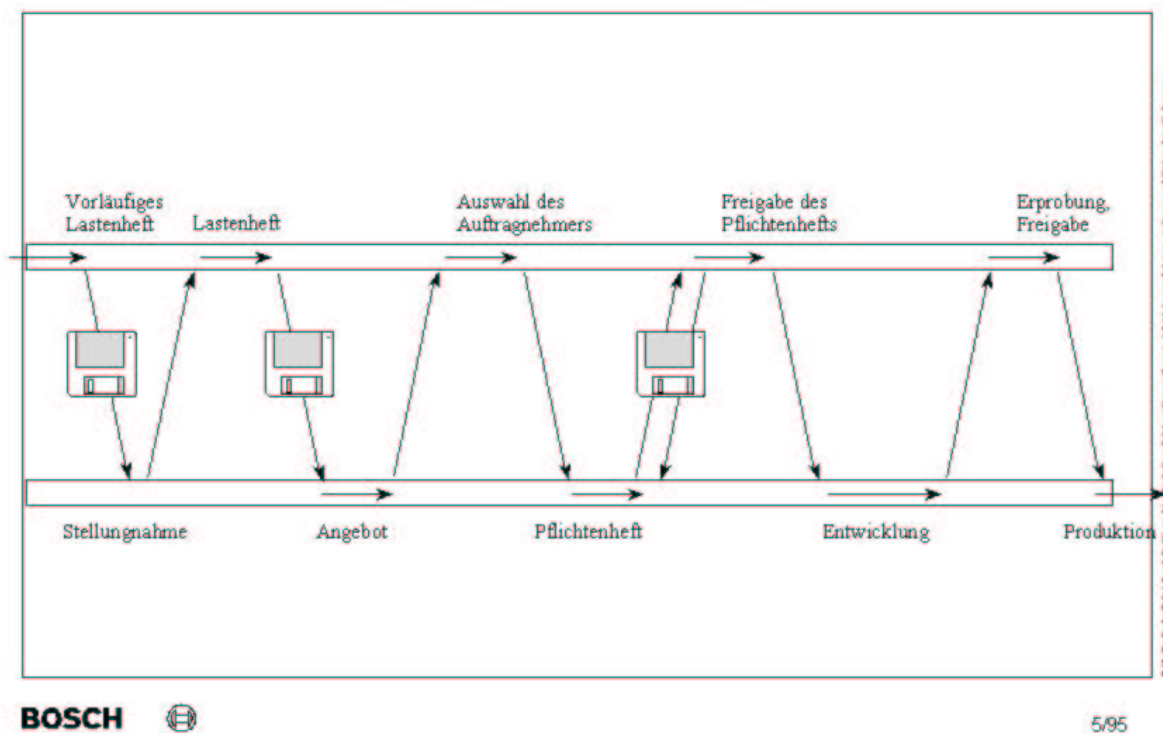 Vorläufiges
Lastenheft
Lastenheft
Auswahl des
Auftragnehmers
Freigabe des
Pflichtenhefts
Erprobung,
Freigabe
Stellungnahme
Angebot
Pflichtenheft
Entwicklung
Produktion
BOSCH
5/95